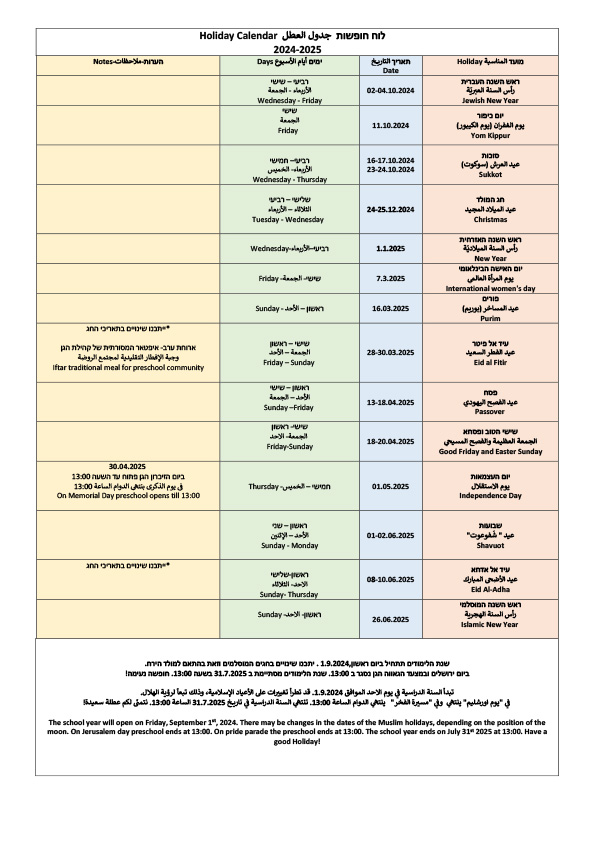 לוח חופשות جدول العطل Holiday Calendar
2024-2025
הערות-ملاحظات-Notes
ימים أيام الأسبوع Days
תאריך التاريخ
Date
מועד المناسبة Holiday
רביעי – שישי
الأربعاء - الجمعة
Wednesday - Friday
02-04.10.2024
ראש השנה העברית
رأس السنة العبريّة
Jewish New Year
שישי
الجمعة
Friday
11.10.2024
יום כיפור
يوم الغفران (يوم الكيبور)
Yom Kippur
רביעי– חמישי
الأربعاء- الخميس
Wednesday - Thursday
16-17.10.2024
23-24.10.2024
סוכות
عيد العرش (سوكوت)
Sukkot
שלישי – רביעי
الثلاثاء – الأربعاء
Tuesday - Wednesday
24-25.12.2024
חג המולד
عيد الميلاد المجيد
Christmas
רביעי-الأربعاء-Wednesday
1.1.2025
ראש השנה האזרחית
رأس السنة الميلاديّة
New Year
שישי- الجمعة- Friday
7.3.2025
יום האישה הבינלאומי
يوم المرأة العالمي
International women's day
ראשון – الأحد - Sunday
16.03.2025
פורים
عيد المساخر (بوريم)
Purim
*יתכנו שינויים בתאריכי החג
ארוחת ערב- איפטאר המסורתית של קהילת הגן
وجبة الإفطار التقليدية لمجتمع الروضة
Iftar traditional meal for preschool community
שישי – ראשון
الجمعة – الأحد
Friday – Sunday
28-30.03.2025
עיד אל פיטר
عيد الفطر السعيد
Eid al Fitir
ראשון – שישי
الأحد – الجمعة
Sunday –Friday
13-18.04.2025
פסח
عيد الفصح اليهودي
Passover
שישי- ראשון
الجمعة- الاحد
Friday-Sunday
18-20.04.2025
שישי הטוב ופסחא
الجمعة العظيمة والفصح المسيحي
Good Friday and Easter Sunday
30.04.2025
ביום הזיכרון הגן פתוח עד השעה 13:00
في يوم الذكرى ينتهى الدوام الساعة 13:00
On Memorial Day preschool opens till 13:00
חמישי – الخميس- Thursday
01.05.2025
יום העצמאות
يوم الاستقلال
Independence Day
ראשון – שני
الأحد – الإثنين
Sunday - Monday
01-02.06.2025
שבועות
عيد " شفوعوت"
Shavuot
*יתכנו שינויים בתאריכי החג
ראשון-שלישי
الاحد- الثلاثاء
Sunday- Thursday
08-10.06.2025
עיד אל אדחא
عيد الأضحى المبارك
Eid Al-Adha
ראשון- الاحد- Sunday
26.06.2025
ראש השנה המוסלמי
رأس السنة الهجرية
Islamic New Year
שנת הלימודים תתחיל ביום ראשון,1.9.2024 . יתכנו שינויים בחגים המוסלמים וזאת בהתאם למולד הירח.
ביום ירושלים ובמצעד הגאווה הגן נסגר ב 13:00. שנת הלימודים מסתיימת ב 31.7.2025 בשעה 13:00. חופשה נעימה!
تبدأ السنة الدراسية في يوم الاحد الموافق 1.9.2024. قد تطرأ تغييرات على الأعياد الإسلامية، وذلك تبعاً لرؤية الهلال.
في "يوم اورشليم" ينتهي وفي "مسيرة الفخر" ينتهي الدوام الساعة 13:00. تنتهي السنة الدراسية في تاريخ 31.7.2025 الساعة 13:00. نتمنّى لكم عطلة سعيدة!
The school year will open on Friday, September 1st, 2024. There may be changes in the dates of the Muslim holidays, depending on the position of the
moon. On Jerusalem day preschool ends at 13:00. On pride parade the preschool ends at 13:00. The school year ends on July 31st 2025 at 13:00. Have a
good Holiday!